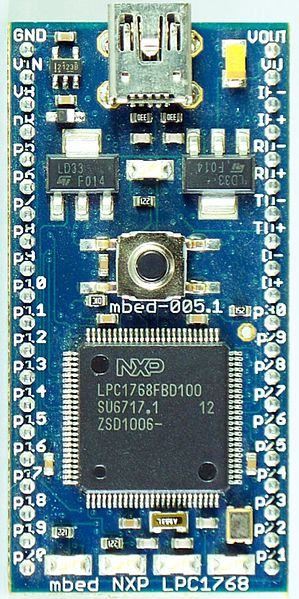 GND VOUT
VIN VU
VB IF-
nR IF+
p5 RD-
p6 RD+
p7 TD-
LD33
F014
LD33
F014
p8 TD+
p9 D-
p10 D+
mbed-005.1
p11 p30
p12 p29
p13 p28
p14 p27
p15 p26
p16 p25
p17 p24
p18 p23
p19 p22
p20 p21
NXP
LPC1768FBD100
SU6717.1 12
ZSD1006-
mbed NXP LPC1768